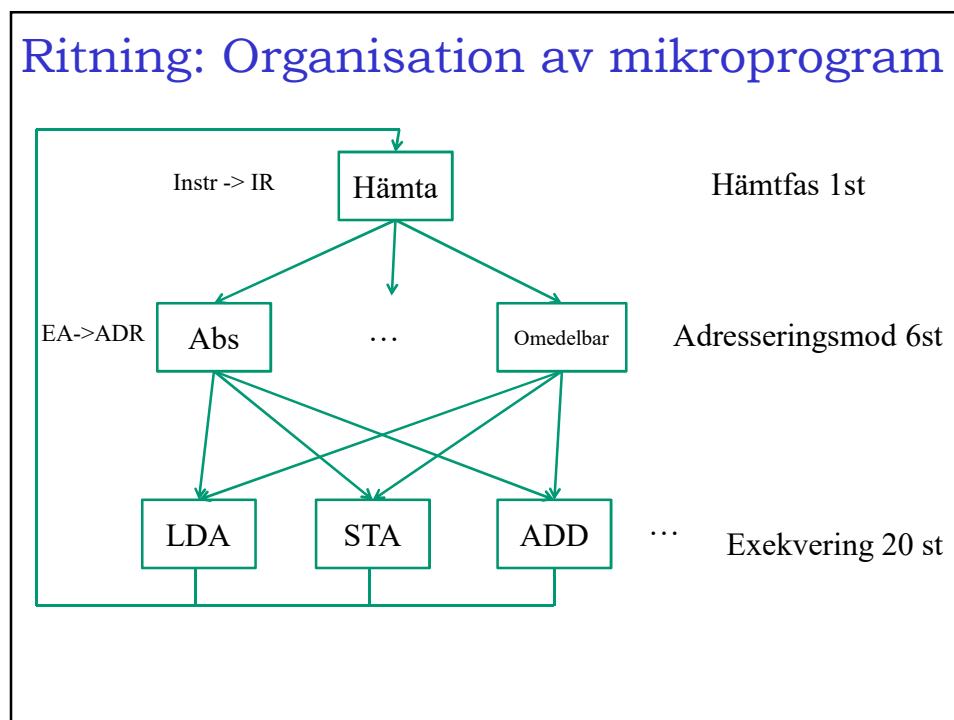 Ritning: Organisation av mikroprogram
Instr -> IR
Hämta
Hämtfas 1st
EA->ADR
Abs
…
Omedelbar
Adresseringsmod 6st
LDA
STA
ADD
…
Exekvering 20 st